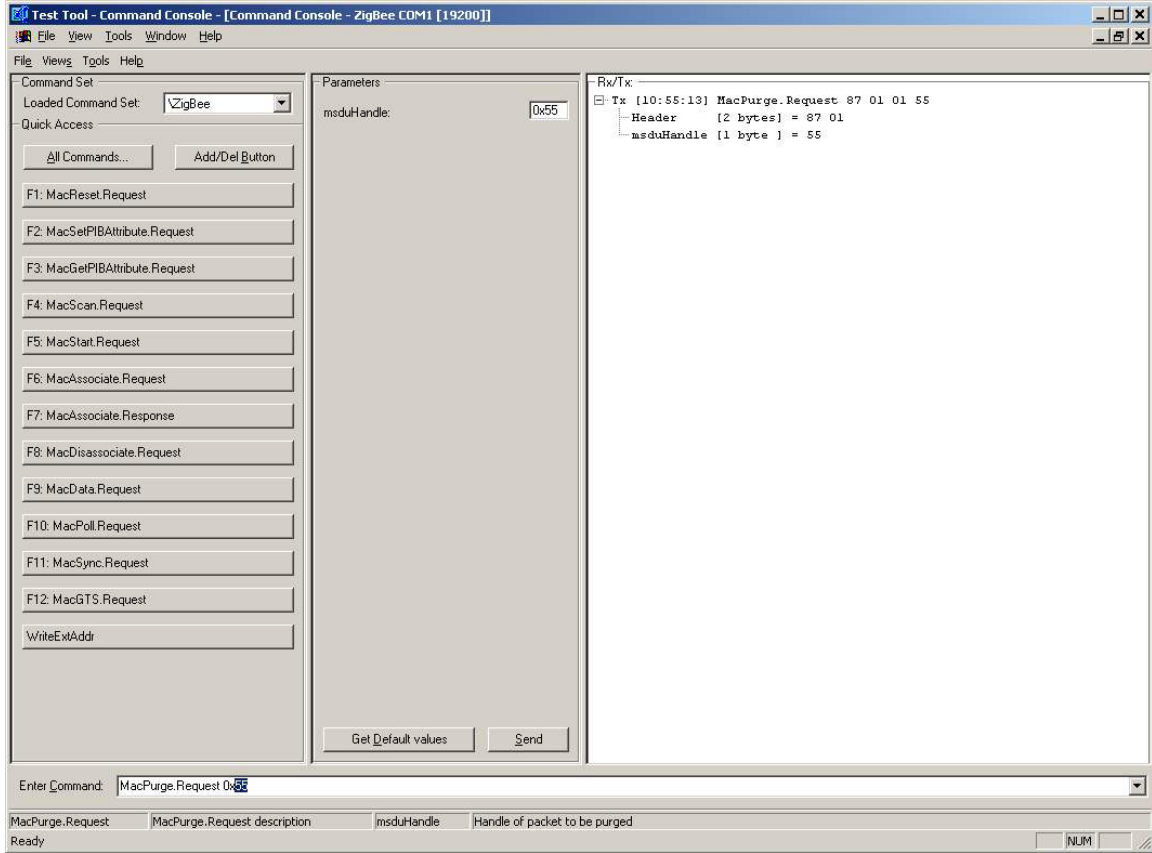 Test Tool - Command Console - [Command Console - ZigBee COM1 [19200]]
File View Tools Window Help
File Views Tools Help
Command Set
Loaded Command Set: \ZigBee
Quick Access
All Commands... Add/Del Button
F1: MacReset.Request
F2: MacSetPIBAttribute.Request
F3: MacGetPIBAttribute.Request
F4: MacScan.Request
F5: MacStart.Request
F6: MacAssociate.Request
F7: MacAssociate.Response
F8: MacDisassociate.Request
F9: MacData.Request
F10: MacPoll.Request
F11: MacSync.Request
F12: MacGTS.Request
WriteExtAddr
Parameters
msduHandle: 0x55
Get Default values Send
Rx/Tx:
Tx [10:55:13] MacPurge.Request 87 01 01 55
Header [2 bytes] = 87 01
msduHandle [1 byte ] = 55
Enter Command: MacPurge.Request 0x55
MacPurge.Request MacPurge.Request description msduHandle Handle of packet to be purged
Ready NUM